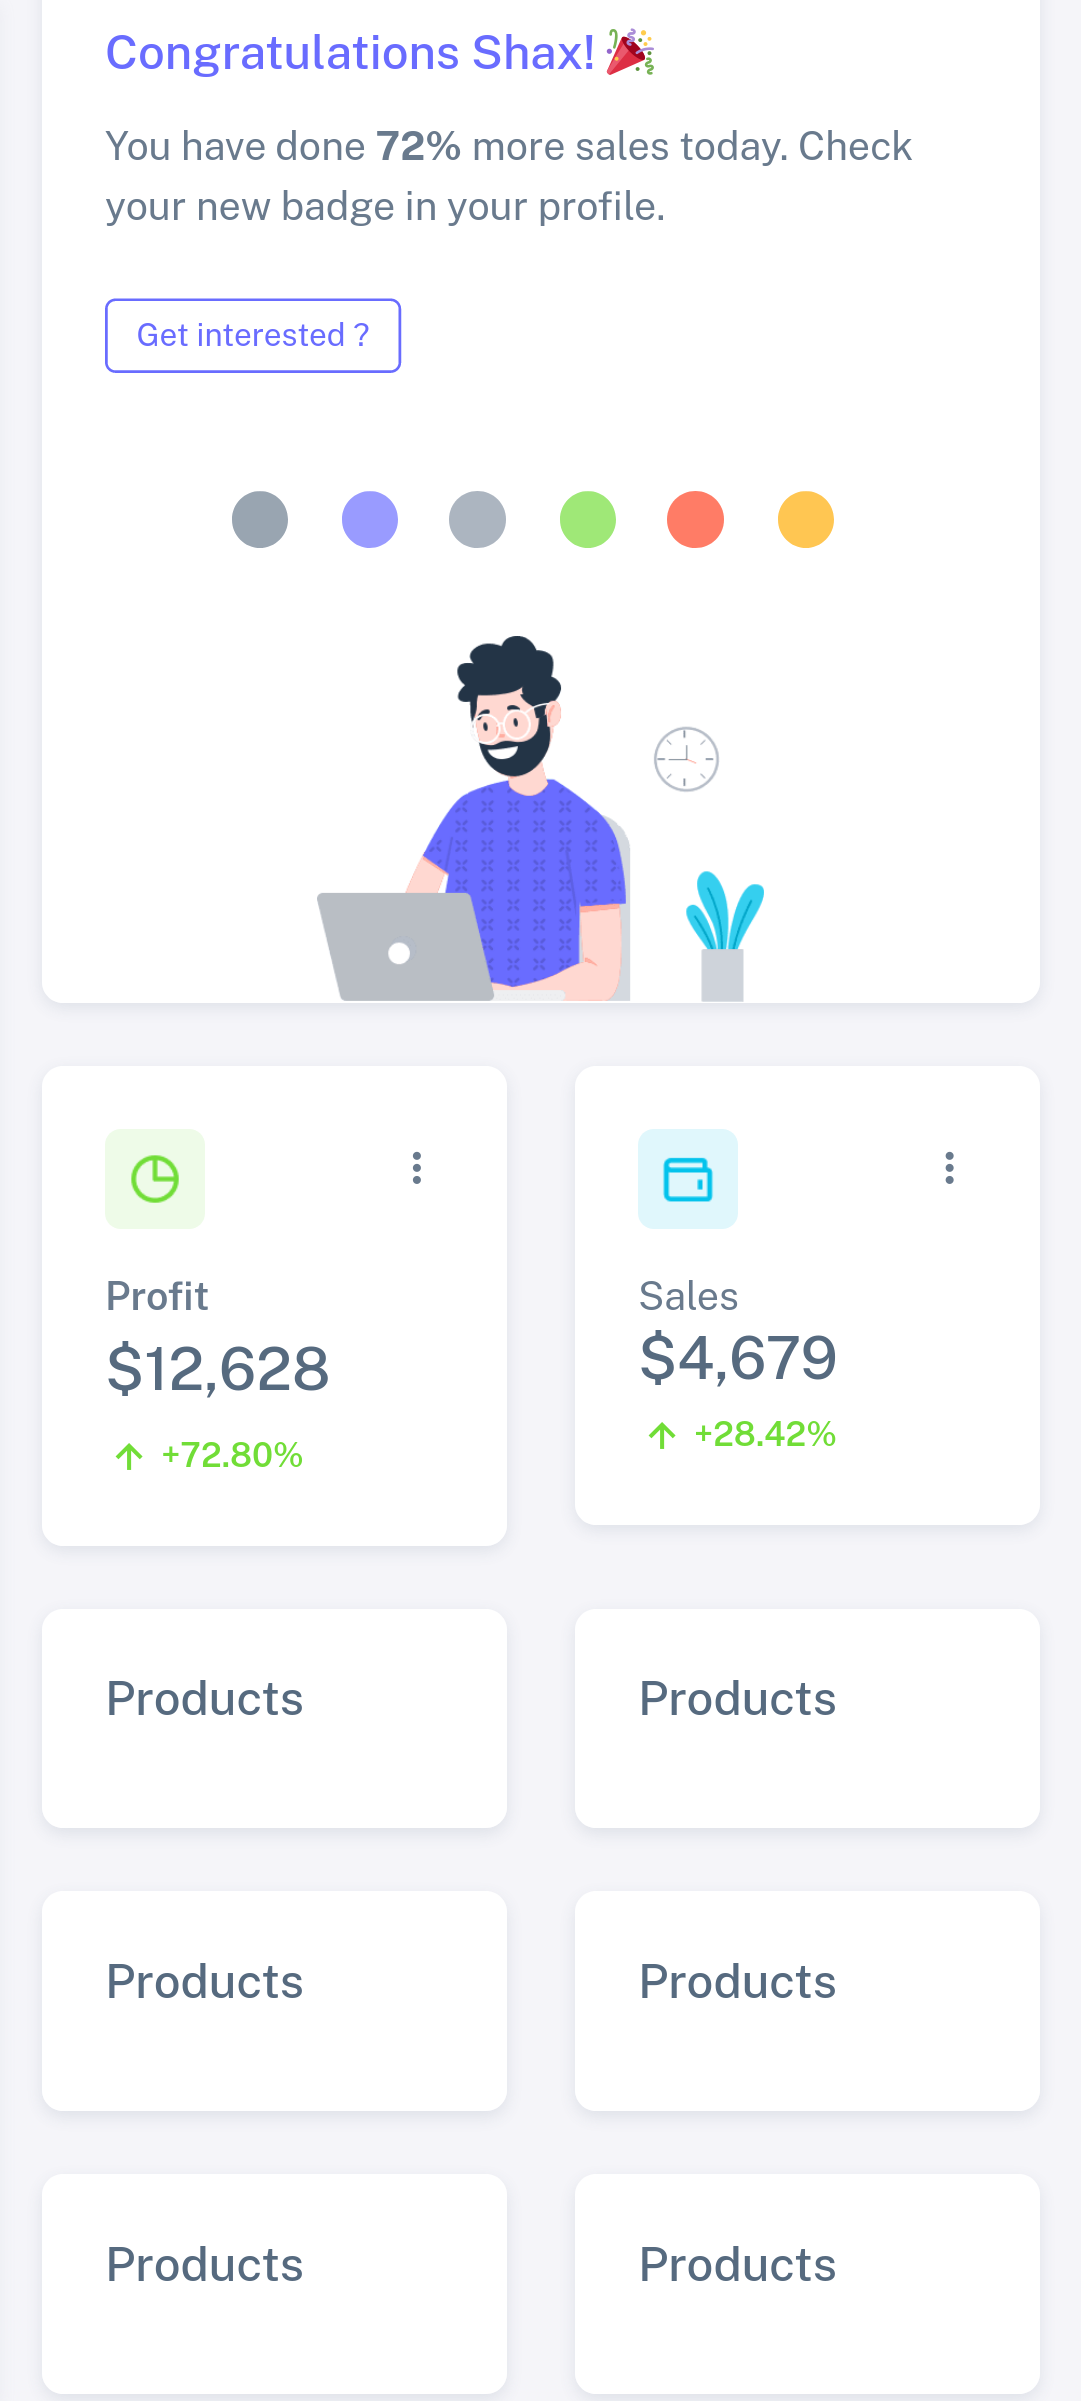 Congratulations Shax! 🎉
You have done 72% more sales today. Check
your new badge in your profile.
Get interested ?
Profit
$12,628
+72.80%
Sales
$4,679
+28.42%
Products
Products
Products
Products
Products
Products